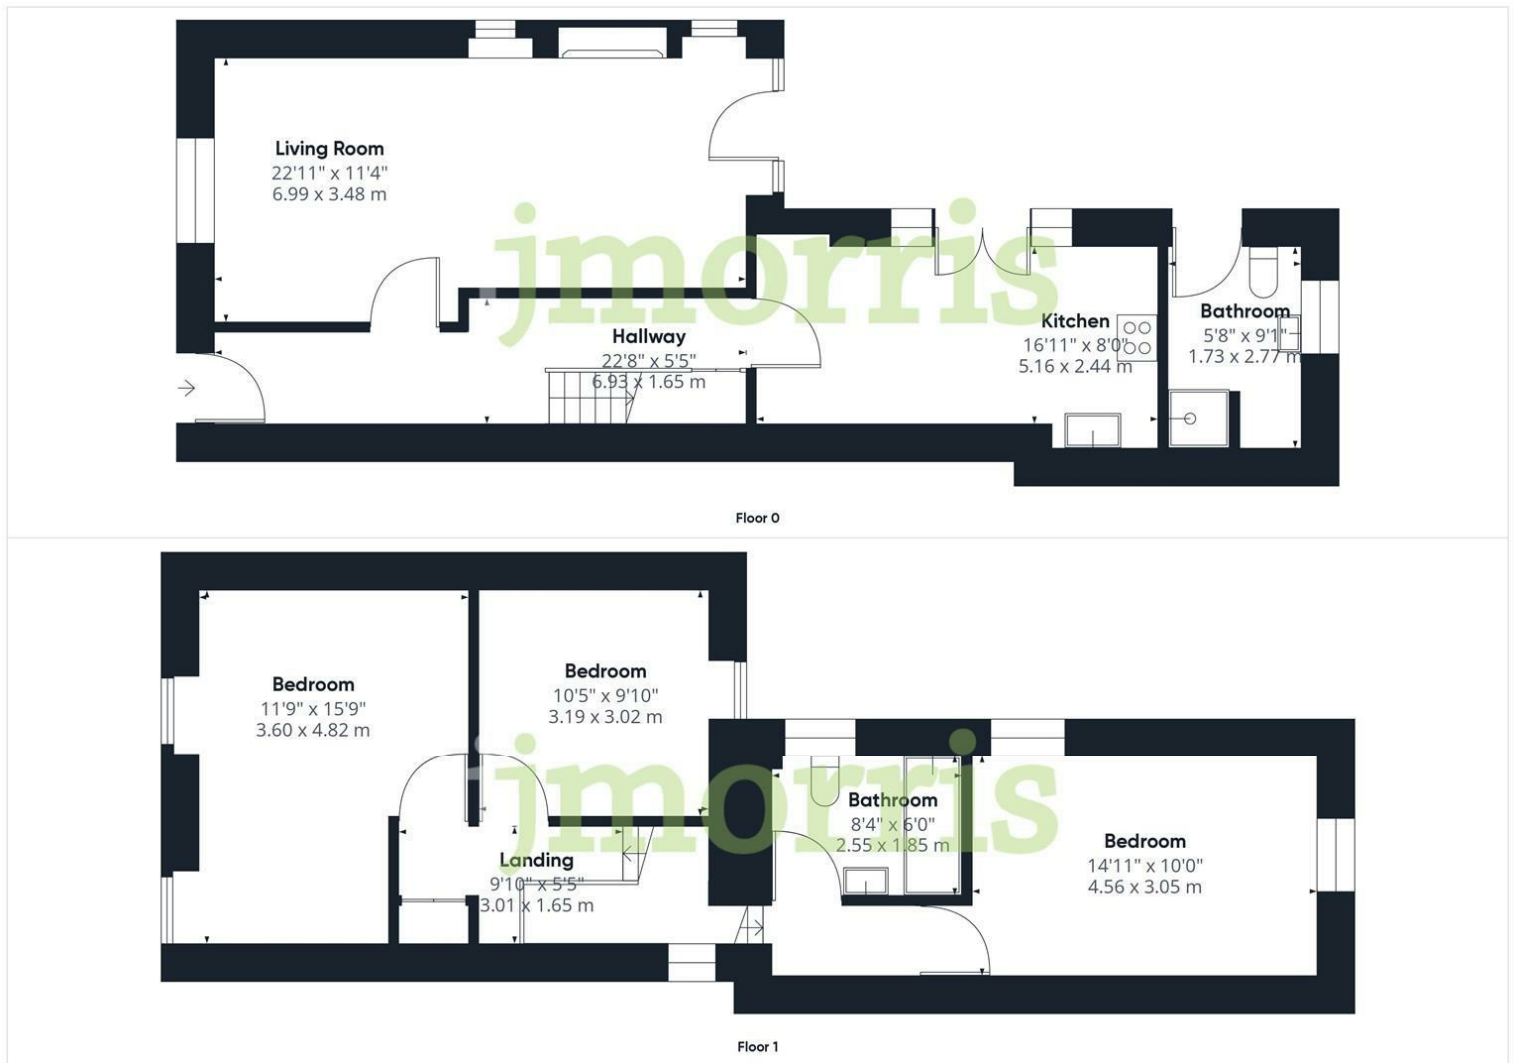 Living Room
22'11" x 11'4"
6.99 x 3.48 m
Hallway
22'8" x 5'5"
6.93 x 1.65 m
Kitchen
16'11" x 8'0"
5.16 x 2.44 m
Bathroom
5'8" x 9'1"
1.73 x 2.77 m
jmorris
Floor 0
Bedroom
11'9" x 15'9"
3.60 x 4.82 m
Bedroom
10'5" x 9'10"
3.19 x 3.02 m
Landing
9'10" x 5'5"
3.01 x 1.65 m
Bathroom
8'4" x 6'0"
2.55 x 1.85 m
Bedroom
14'11" x 10'0"
4.56 x 3.05 m
jmorris
Floor 1